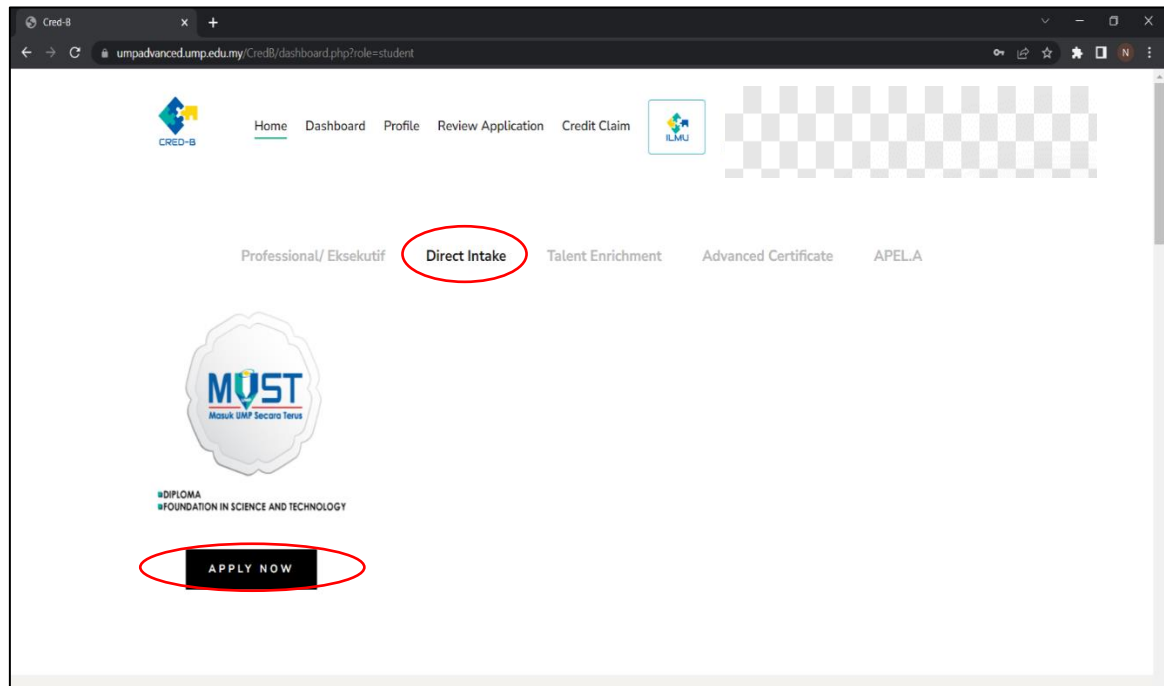 Cred-B
umpadvanced.ump.edu.my/CredB/dashboard.php?role=student
N
CRED-B
Home Dashboard Profile Review Application Credit Claim
ILMU
Professional/ Eksekutif Direct Intake Talent Enrichment Advanced Certificate APEL.A
MUST
Masuk UMP Secara Terus
DIPLOMA
FOUNDATION IN SCIENCE AND TECHNOLOGY
APPLY NOW